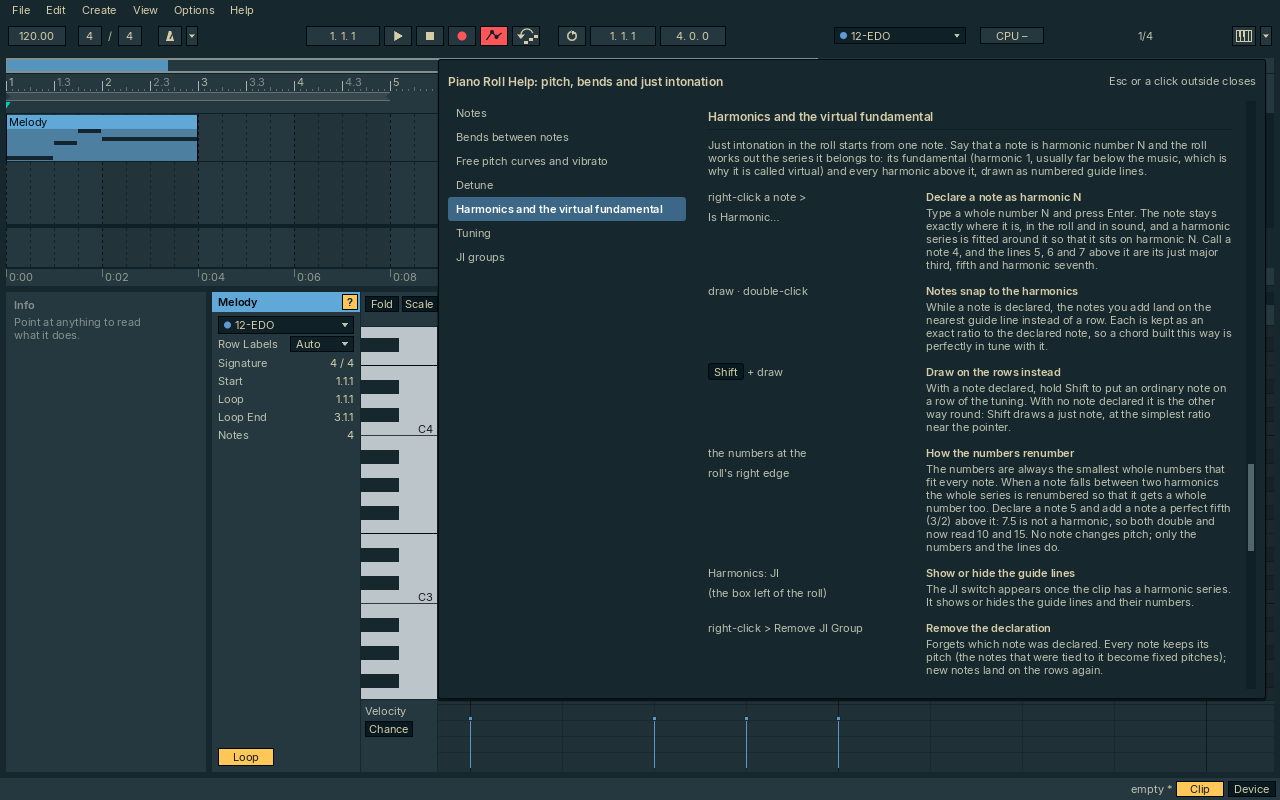 File Edit Create View Options Help
120.00 4 / 4 1. 1. 1 1. 1. 1 4. 0. 0 12-EDO CPU – 1/4
Piano Roll Help: pitch, bends and just intonation Esc or a click outside closes
1 1.3 2 2.3 3 3.3 4 4.3 5
Melody
0:00 0:02 0:04 0:06 0:08
Notes
Bends between notes
Free pitch curves and vibrato
Detune
Harmonics and the virtual fundamental
Tuning
JI groups
Harmonics and the virtual fundamental
Just intonation in the roll starts from one note. Say that a note is harmonic number N and the roll
works out the series it belongs to: its fundamental (harmonic 1, usually far below the music, which is
why it is called virtual) and every harmonic above it, drawn as numbered guide lines.
right-click a note >
Is Harmonic...
Declare a note as harmonic N
Type a whole number N and press Enter. The note stays
exactly where it is, in the roll and in sound, and a harmonic
series is fitted around it so that it sits on harmonic N. Call a
note 4, and the lines 5, 6 and 7 above it are its just major
third, fifth and harmonic seventh.
draw · double-click
Notes snap to the harmonics
While a note is declared, the notes you add land on the
nearest guide line instead of a row. Each is kept as an
exact ratio to the declared note, so a chord built this way is
perfectly in tune with it.
Shift + draw
Draw on the rows instead
With a note declared, hold Shift to put an ordinary note on
a row of the tuning. With no note declared it is the other
way round: Shift draws a just note, at the simplest ratio
near the pointer.
the numbers at the
roll's right edge
How the numbers renumber
The numbers are always the smallest whole numbers that
fit every note. When a note falls between two harmonics
the whole series is renumbered so that it gets a whole
number too. Declare a note 5 and add a note a perfect fifth
(3/2) above it: 7.5 is not a harmonic, so both double and
now read 10 and 15. No note changes pitch; only the
numbers and the lines do.
Harmonics: JI
(the box left of the roll)
Show or hide the guide lines
The JI switch appears once the clip has a harmonic series.
It shows or hides the guide lines and their numbers.
right-click > Remove JI Group
Remove the declaration
Forgets which note was declared. Every note keeps its
pitch (the notes that were tied to it become fixed pitches);
new notes land on the rows again.
Info
Point at anything to read
what it does.
Melody ?
12-EDO
Row Labels Auto
Signature 4 / 4
Start 1.1.1
Loop 1.1.1
Loop End 3.1.1
Notes 4
Loop
Fold Scale
C4
C3
Velocity
Chance
empty * Clip Device